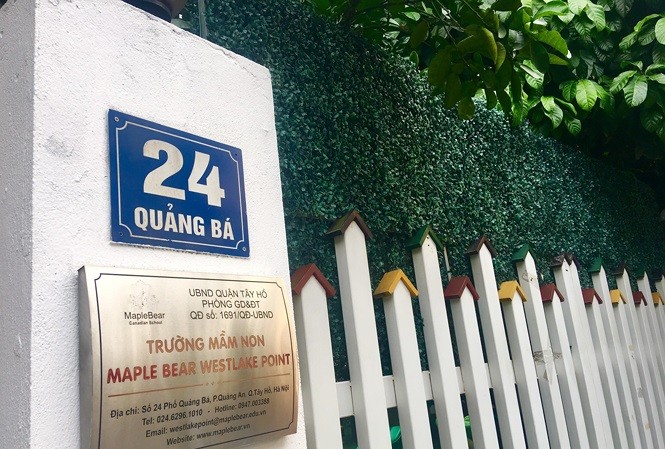 24
QUẢNG BÁ
MapleBear
Canadian School
UBND QUẬN TÂY HỒ
PHÒNG GD&ĐT
QĐ số: 1691/QĐ-UBND
TRƯỜNG MẦM NON
MAPLE BEAR WESTLAKE POINT
Địa chỉ: Số 24 Phố Quảng Bá, P.Quảng An, Q.Tây Hồ, Hà Nội
Tel: 024.6296.1010 - Hotline: 0947.003388
Email: westlakepoint@maplebear.edu.vn
Website: www.maplebear.vn